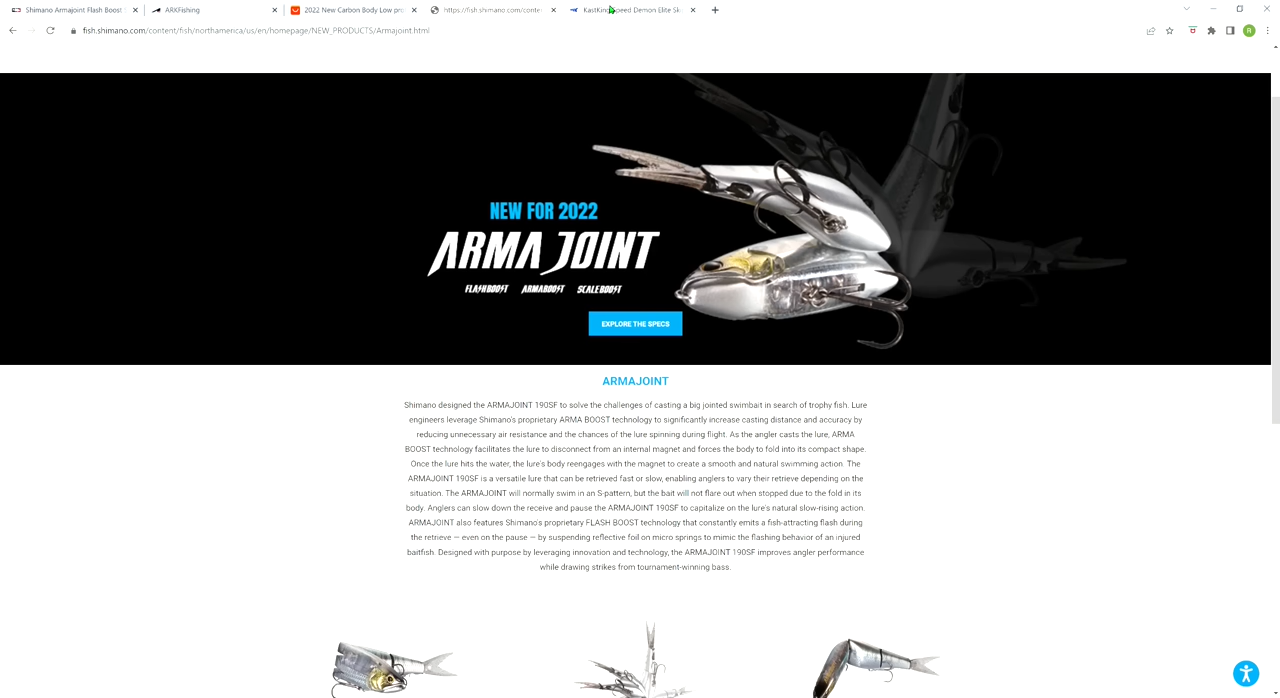 Shimano Armajoint Flash Boost
ARKFishing
2022 New Carbon Body Low pro
https://fish.shimano.com/conte
KastKing Speed Demon Elite Sk
fish.shimano.com/content/fish/northamerica/us/en/homepage/NEW_PRODUCTS/Armajoint.html
R
NEW FOR 2022
ARMA JOINT
FLASHBOOST ARMABOOST SCALEBOOST
EXPLORE THE SPECS
ARMAJOINT
Shimano designed the ARMAJOINT 190SF to solve the challenges of casting a big jointed swimbait in search of trophy fish. Lure
engineers leverage Shimano's proprietary ARMA BOOST technology to significantly increase casting distance and accuracy by
reducing unnecessary air resistance and the chances of the lure spinning during flight. As the angler casts the lure, ARMA
BOOST technology facilitates the lure to disconnect from an internal magnet and forces the body to fold into its compact shape.
Once the lure hits the water, the lure's body reengages with the magnet to create a smooth and natural swimming action. The
ARMAJOINT 190SF is a versatile lure that can be retrieved fast or slow, enabling anglers to vary their retrieve depending on the
situation. The ARMAJOINT will normally swim in an S-pattern, but the bait will not flare out when stopped due to the fold in its
body. Anglers can slow down the receive and pause the ARMAJOINT 190SF to capitalize on the lure's natural slow-rising action.
ARMAJOINT also features Shimano's proprietary FLASH BOOST technology that constantly emits a fish-attracting flash during
the retrieve — even on the pause — by suspending reflective foil on micro springs to mimic the flashing behavior of an injured
baitfish. Designed with purpose by leveraging innovation and technology, the ARMAJOINT 190SF improves angler performance
while drawing strikes from tournament-winning bass.